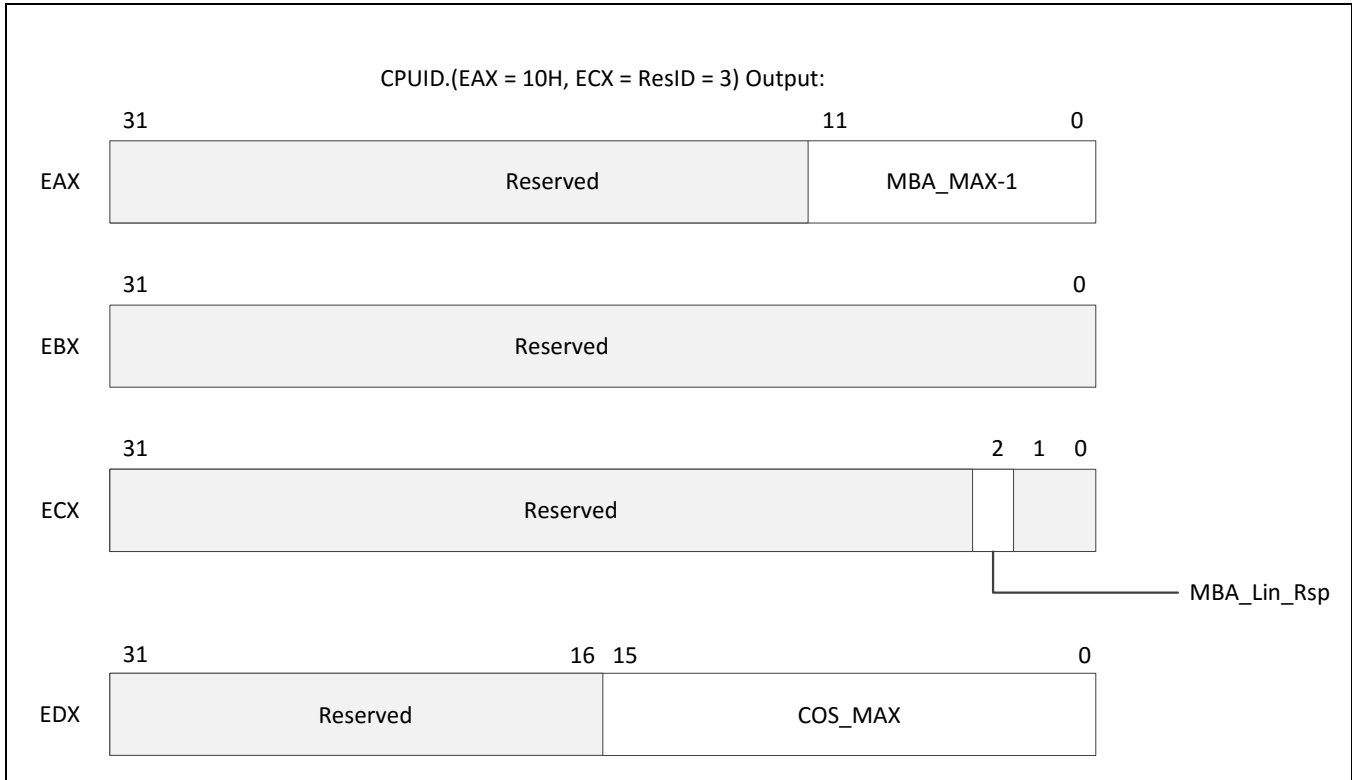 CPUID.(EAX = 10H, ECX = ResID = 3) Output:
31 11 0
EAX Reserved MBA_MAX-1
31 0
EBX Reserved
31 2 1 0
ECX Reserved
MBA_Lin_Rsp
31 16 15 0
EDX Reserved COS_MAX